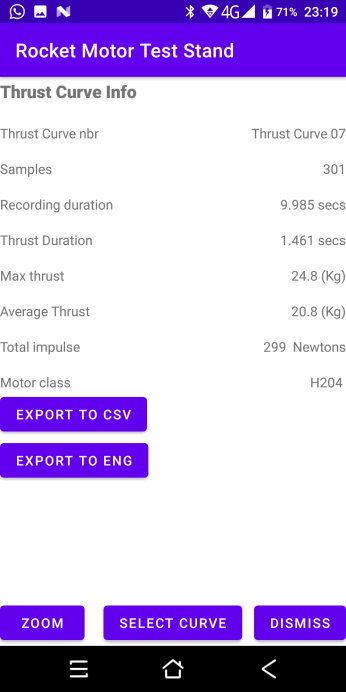 4G 71% 23:19
Rocket Motor Test Stand
Thrust Curve Info
Thrust Curve nbr Thrust Curve 07
Samples 301
Recording duration 9.985 secs
Thrust Duration 1.461 secs
Max thrust 24.8 (Kg)
Average Thrust 20.8 (Kg)
Total impulse 299 Newtons
Motor class H204
EXPORT TO CSV
EXPORT TO ENG
ZOOM SELECT CURVE DISMISS